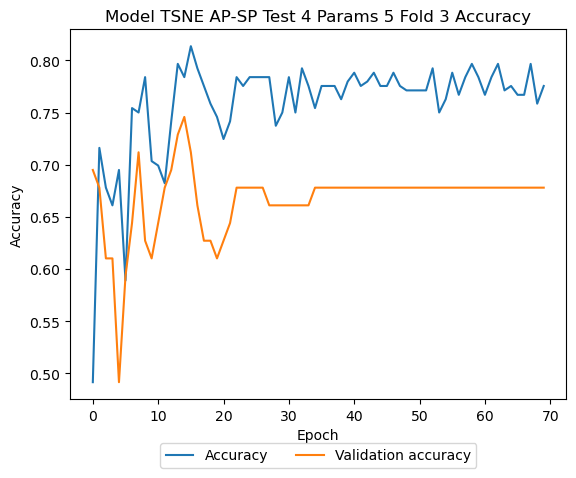 Model TSNE AP-SP Test 4 Params 5 Fold 3 Accuracy
Accuracy
0.80
0.75
0.70
0.65
0.60
0.55
0.50
0 10 20 30 40 50 60 70
Epoch
Accuracy Validation accuracy